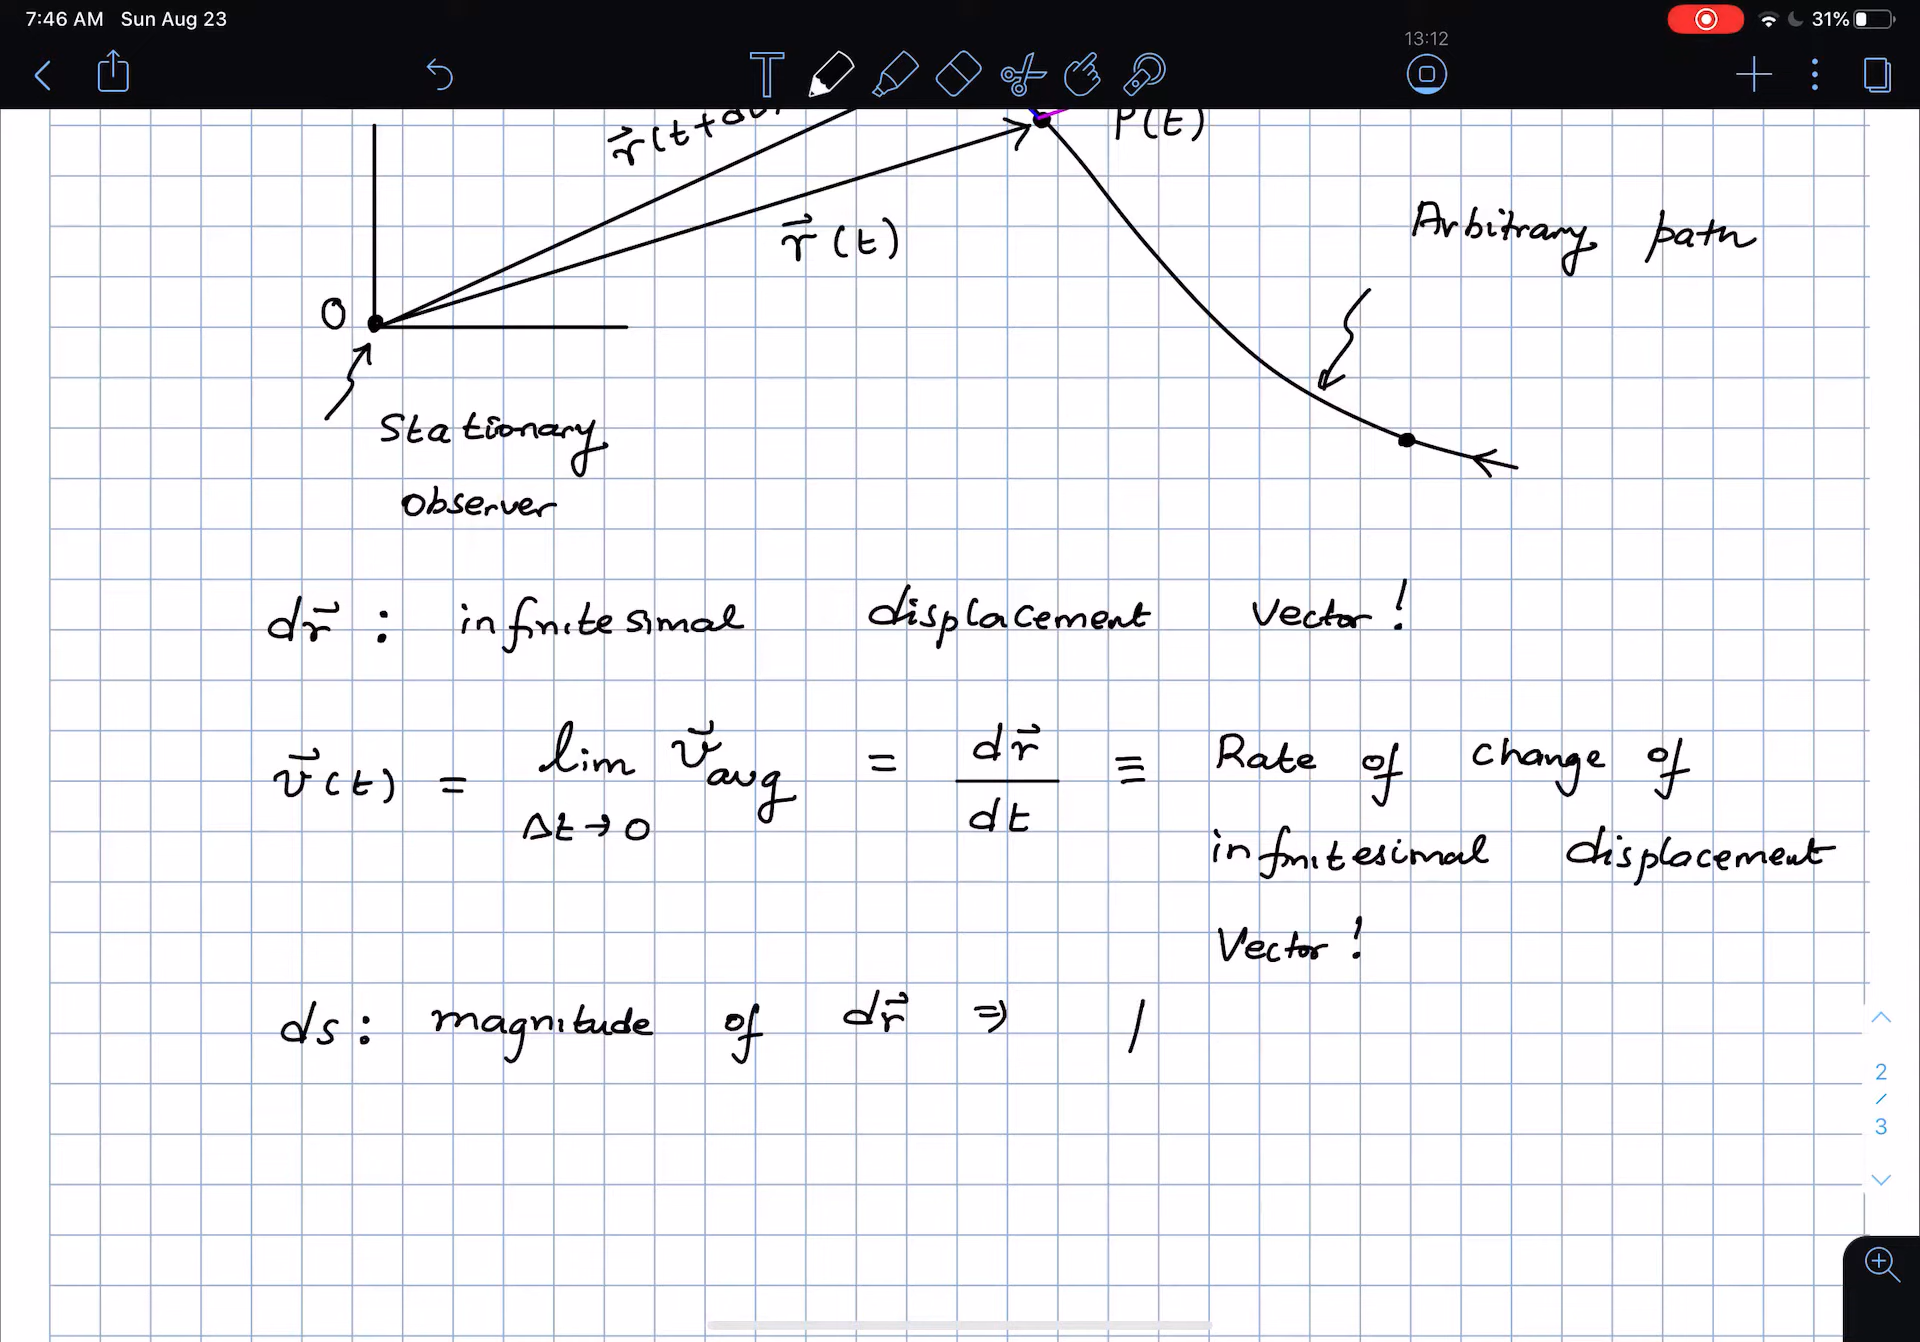 7:46 AM Sun Aug 23
31%
13:12
r⃗(t+dt)
P(t)
r⃗(t)
Arbitrary path
O
Stationary
observer
dr⃗ : infinitesimal displacement vector!
v⃗(t) = lim Δt→0 v⃗avg = dr⃗/dt ≡ Rate of change of
infinitesimal displacement
Vector!
ds: magnitude of dr⃗ ⇒ |
2
/
3